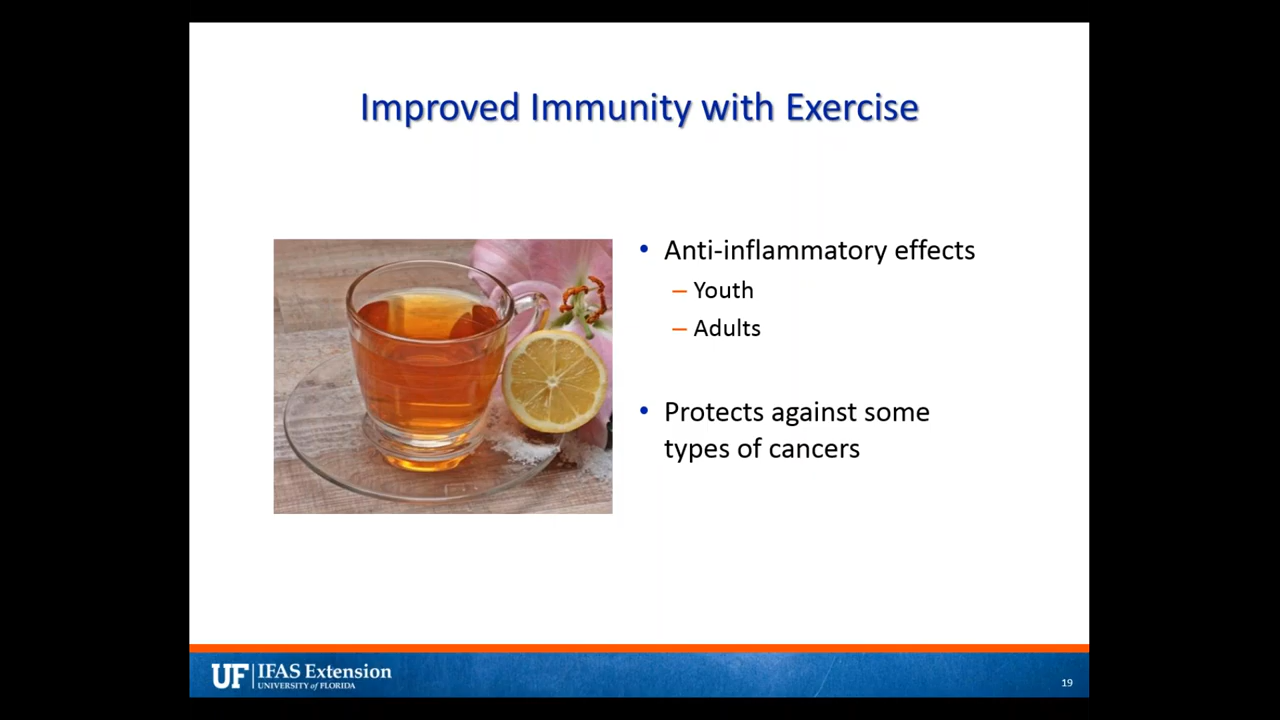 Improved Immunity with Exercise
• Anti-inflammatory effects
– Youth
– Adults
• Protects against some
types of cancers
UF IFAS Extension
UNIVERSITY of FLORIDA
19